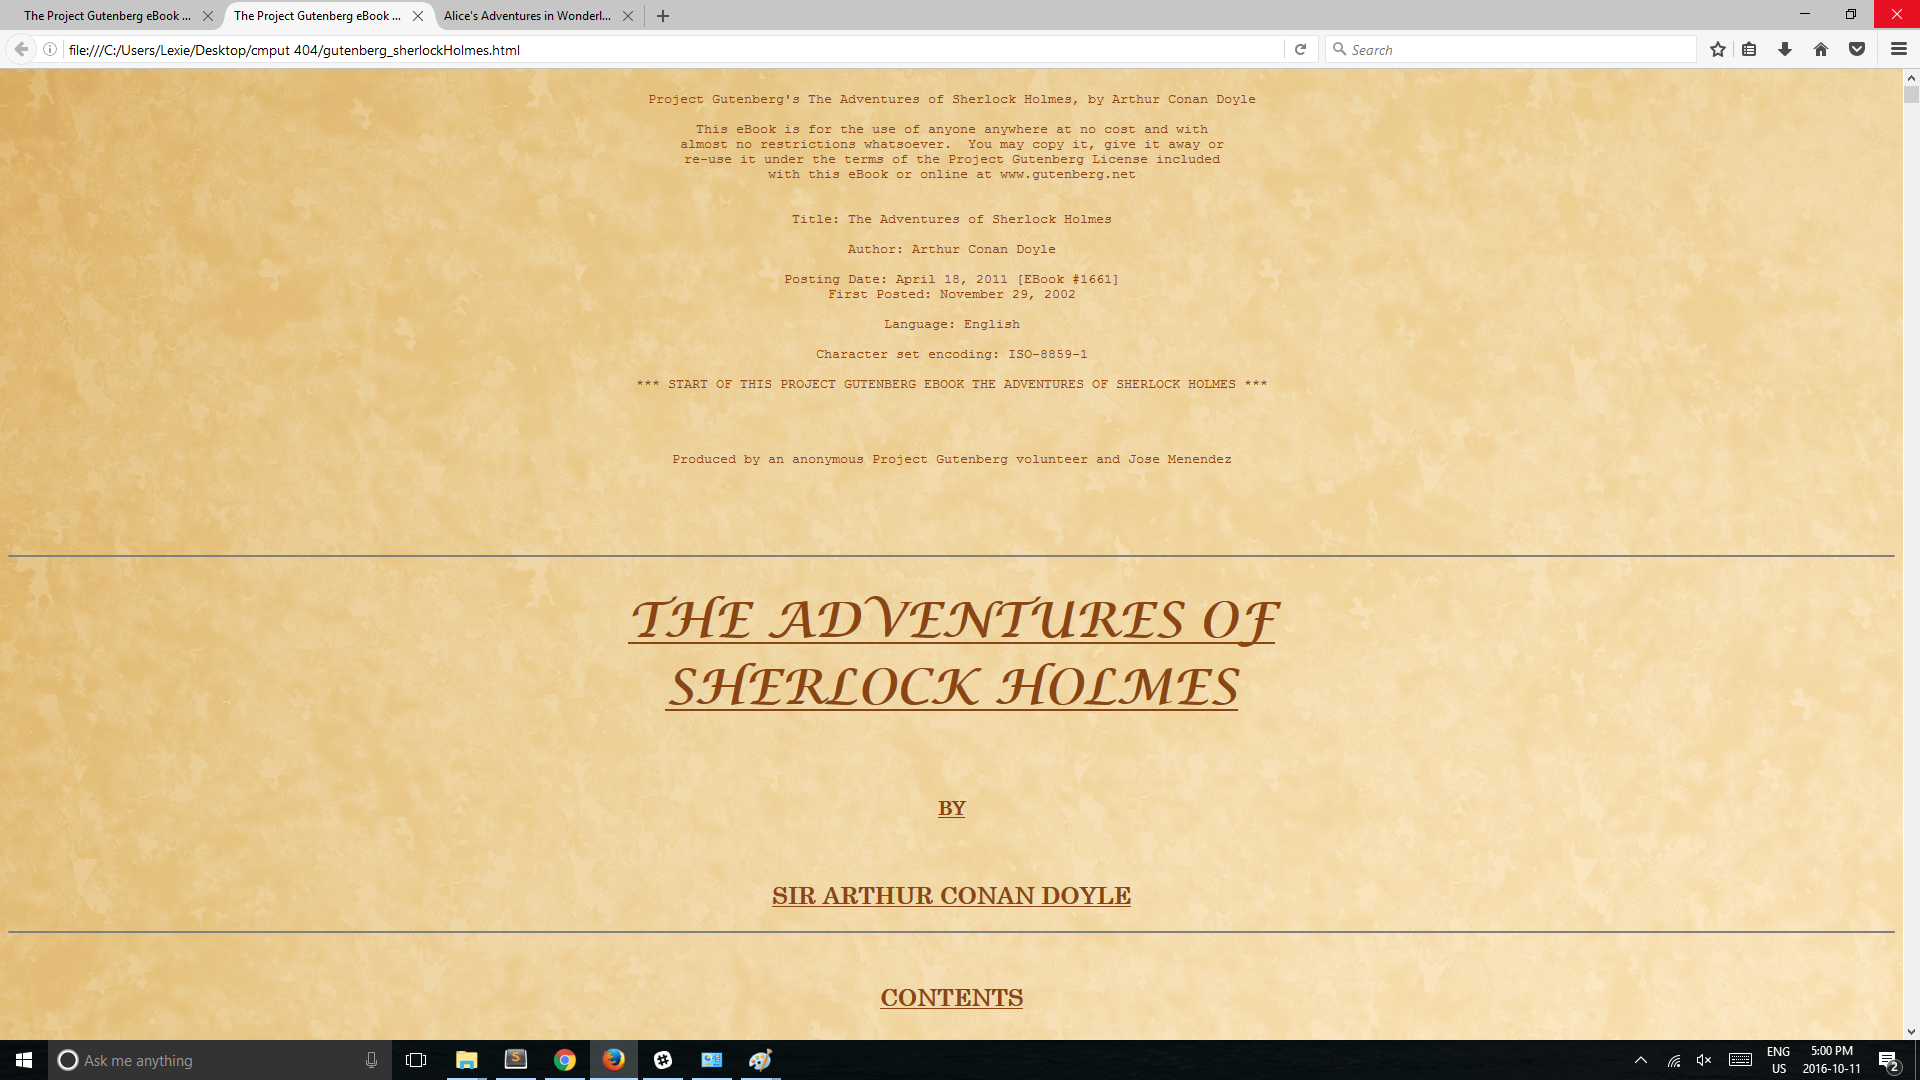 The Project Gutenberg eBook ...
The Project Gutenberg eBook ...
Alice's Adventures in Wonderl...
file:///C:/Users/Lexie/Desktop/cmput 404/gutenberg_sherlockHolmes.html
Search
Project Gutenberg's The Adventures of Sherlock Holmes, by Arthur Conan Doyle
This eBook is for the use of anyone anywhere at no cost and with
almost no restrictions whatsoever.  You may copy it, give it away or
re-use it under the terms of the Project Gutenberg License included
with this eBook or online at www.gutenberg.net
Title: The Adventures of Sherlock Holmes
Author: Arthur Conan Doyle
Posting Date: April 18, 2011 [EBook #1661]
First Posted: November 29, 2002
Language: English
Character set encoding: ISO-8859-1
*** START OF THIS PROJECT GUTENBERG EBOOK THE ADVENTURES OF SHERLOCK HOLMES ***
Produced by an anonymous Project Gutenberg volunteer and Jose Menendez
THE ADVENTURES OF
SHERLOCK HOLMES
BY
SIR ARTHUR CONAN DOYLE
CONTENTS
Ask me anything
S
ENG
US
5:00 PM
2016-10-11
2